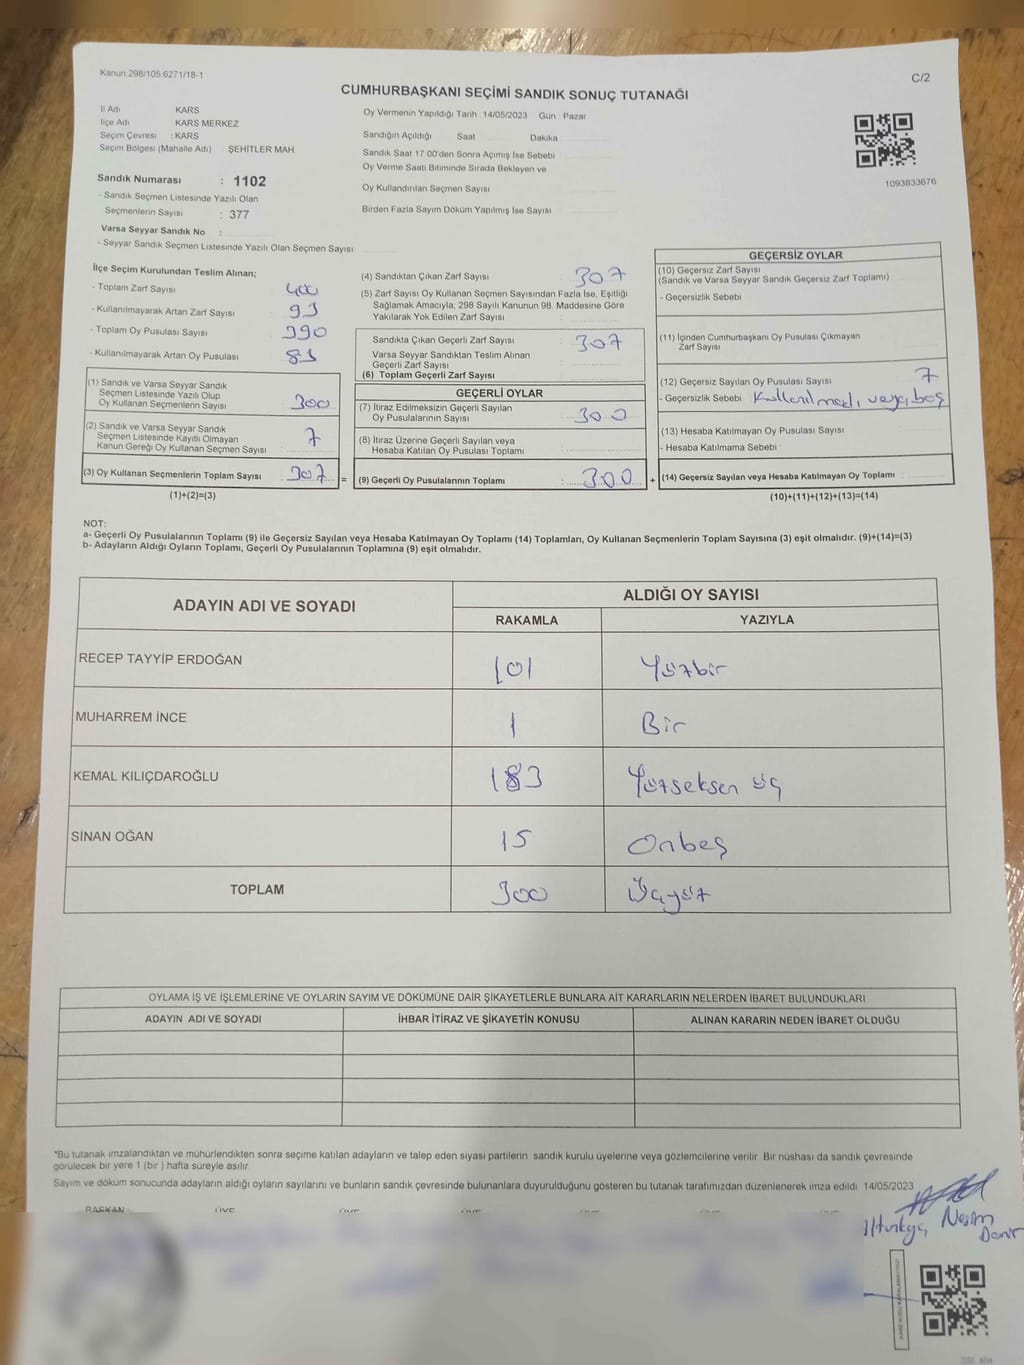 Kanun:298/105,6271/18-1
C/2
CUMHURBAŞKANI SEÇİMİ SANDIK SONUÇ TUTANAĞI
İl Adı KARS
İlçe Adı KARS MERKEZ
Seçim Çevresi : KARS
Seçim Bölgesi (Mahalle Adı) ŞEHİTLER MAH
Sandık Numarası : 1102
- Sandık Seçmen Listesinde Yazılı Olan
Seçmenlerin Sayısı : 377
Varsa Seyyar Sandık No :
- Seyyar Sandık Seçmen Listesinde Yazılı Olan Seçmen Sayısı
Oy Vermenin Yapıldığı Tarih 14/05/2023 Gün Pazar
Sandığın Açıldığı Saat Dakika
Sandık Saat 17 00'den Sonra Açımış İse Sebebi
Oy Verme Saati Bitiminde Sırada Bekleyen ve
Oy Kullandırılan Seçmen Sayısı
Birden Fazla Sayım Döküm Yapılmış İse Sayısı
1093833676
İlçe Seçim Kurulundan Teslim Alınan;
- Toplam Zarf Sayısı : 400
- Kullanılmayarak Artan Zarf Sayısı : 93
- Toplam Oy Pusulası Sayısı : 390
- Kullanılmayarak Artan Oy Pusulası : 83
(1) Sandık ve Varsa Seyyar Sandık
Seçmen Listesinde Yazılı Olup
Oy Kullanan Seçmenlerin Sayısı : 300
(2) Sandık ve Varsa Seyyar Sandık
Seçmen Listesinde Kayıtlı Olmayan
Kanun Gereği Oy Kullanan Seçmen Sayısı : 7
(3) Oy Kullanan Seçmenlerin Toplam Sayısı : 307 =
(1)+(2)=(3)
(4) Sandıktan Çıkan Zarf Sayısı : 307
(5) Zarf Sayısı Oy Kullanan Seçmen Sayısından Fazla İse, Eşitliği
Sağlamak Amacıyla, 298 Sayılı Kanunun 98. Maddesine Göre
Yakılarak Yok Edilen Zarf Sayısı :
Sandıkta Çıkan Geçerli Zarf Sayısı : 307
Varsa Seyyar Sandıktan Teslim Alınan
Geçerli Zarf Sayısı :
(6) Toplam Geçerli Zarf Sayısı
GEÇERLİ OYLAR
(7) İtiraz Edilmeksizin Geçerli Sayılan
Oy Pusulalarının Sayısı : 300
(8) İtiraz Üzerine Geçerli Sayılan veya
Hesaba Katılan Oy Pusulası Toplamı :
(9) Geçerli Oy Pusulalarının Toplamı : 300 +
GEÇERSİZ OYLAR
(10) Geçersiz Zarf Sayısı
(Sandık ve Varsa Seyyar Sandık Geçersiz Zarf Toplamı)
- Geçersizlik Sebebi
(11) İçinden Cumhurbaşkanı Oy Pusulası Çıkmayan
Zarf Sayısı
(12) Geçersiz Sayılan Oy Pusulası Sayısı : 7
- Geçersizlik Sebebi Kullanılmadı, veya, boş
(13) Hesaba Katılmayan Oy Pusulası Sayısı
- Hesaba Katılmama Sebebi
(14) Geçersiz Sayılan veya Hesaba Katılmayan Oy Toplamı :
(10)+(11)+(12)+(13)=(14)
NOT:
a- Geçerli Oy Pusulalarının Toplamı (9) ile Geçersiz Sayılan veya Hesaba Katılmayan Oy Toplamı (14) Toplamları, Oy Kullanan Seçmenlerin Toplam Sayısına (3) eşit olmalıdır. (9)+(14)=(3)
b- Adayların Aldığı Oyların Toplamı, Geçerli Oy Pusulalarının Toplamına (9) eşit olmalıdır.
ADAYIN ADI VE SOYADI
ALDIĞI OY SAYISI
RAKAMLA YAZIYLA
RECEP TAYYİP ERDOĞAN 101 Yüzbir
MUHARREM İNCE 1 Bir
KEMAL KILIÇDAROĞLU 183 Yüzseksen üç
SİNAN OĞAN 15 Onbeş
TOPLAM 300 Üçyüz
OYLAMA İŞ VE İŞLEMLERİNE VE OYLARIN SAYIM VE DÖKÜMÜNE DAİR ŞİKAYETLERLE BUNLARA AİT KARARLARIN NELERDEN İBARET BULUNDUKLARI
ADAYIN ADI VE SOYADI İHBAR İTİRAZ VE ŞİKAYETİN KONUSU ALINAN KARARIN NEDEN İBARET OLDUĞU
*Bu tutanak imzalandıktan ve mühürlendikten sonra seçime katılan adayların ve talep eden siyasi partilerin sandık kurulu üyelerine veya gözlemcilerine verilir Bir nüshası da sandık çevresinde
görülecek bir yere 1 (bir ) hafta süreyle asılır
Sayım ve döküm sonucunda adayların aldığı oyların sayılarını ve bunların sandık çevresinde bulunanlara duyurulduğunu gösteren bu tutanak tarafımızdan düzenlenerek imza edildi 14/05/2023
BAŞKAN ÜYE ÜYE ÜYE ÜYE ÜYE ÜYE
Nesim